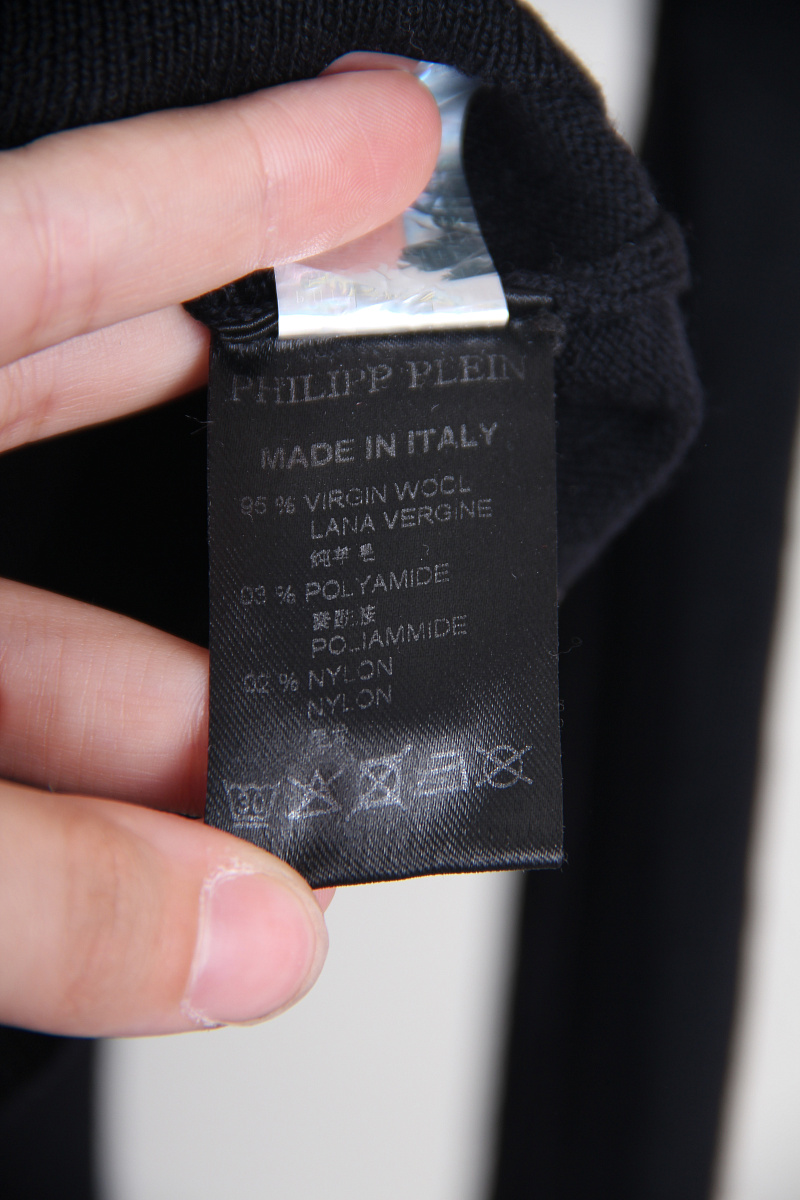 PHILIPP PLEIN
MADE IN ITALY
95 % VIRGIN WOOL
LANA VERGINE
纯羊毛
03 % POLYAMIDE
POLIAMMIDE
02 % NYLON
NYLON
30